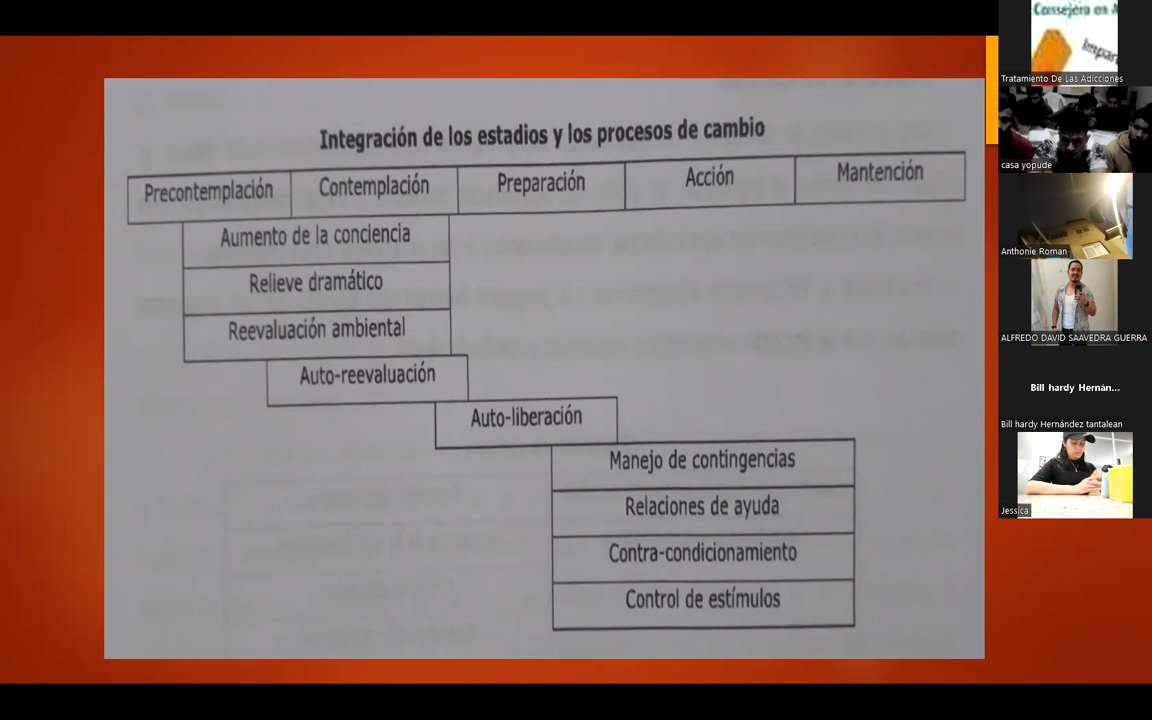 Integración de los estadios y los procesos de cambio
Precontemplación
Contemplación
Preparación
Acción
Mantención
Aumento de la conciencia
Relieve dramático
Reevaluación ambiental
Auto-reevaluación
Auto-liberación
Manejo de contingencias
Relaciones de ayuda
Contra-condicionamiento
Control de estímulos
Consejero en A
Impar
Tratamiento De Las Adicciones
casa yopude
Anthonie Roman
ALFREDO DAVID SAAVEDRA GUERRA
Bill hardy Hernán...
Bill hardy Hernández tantalean
Jessica